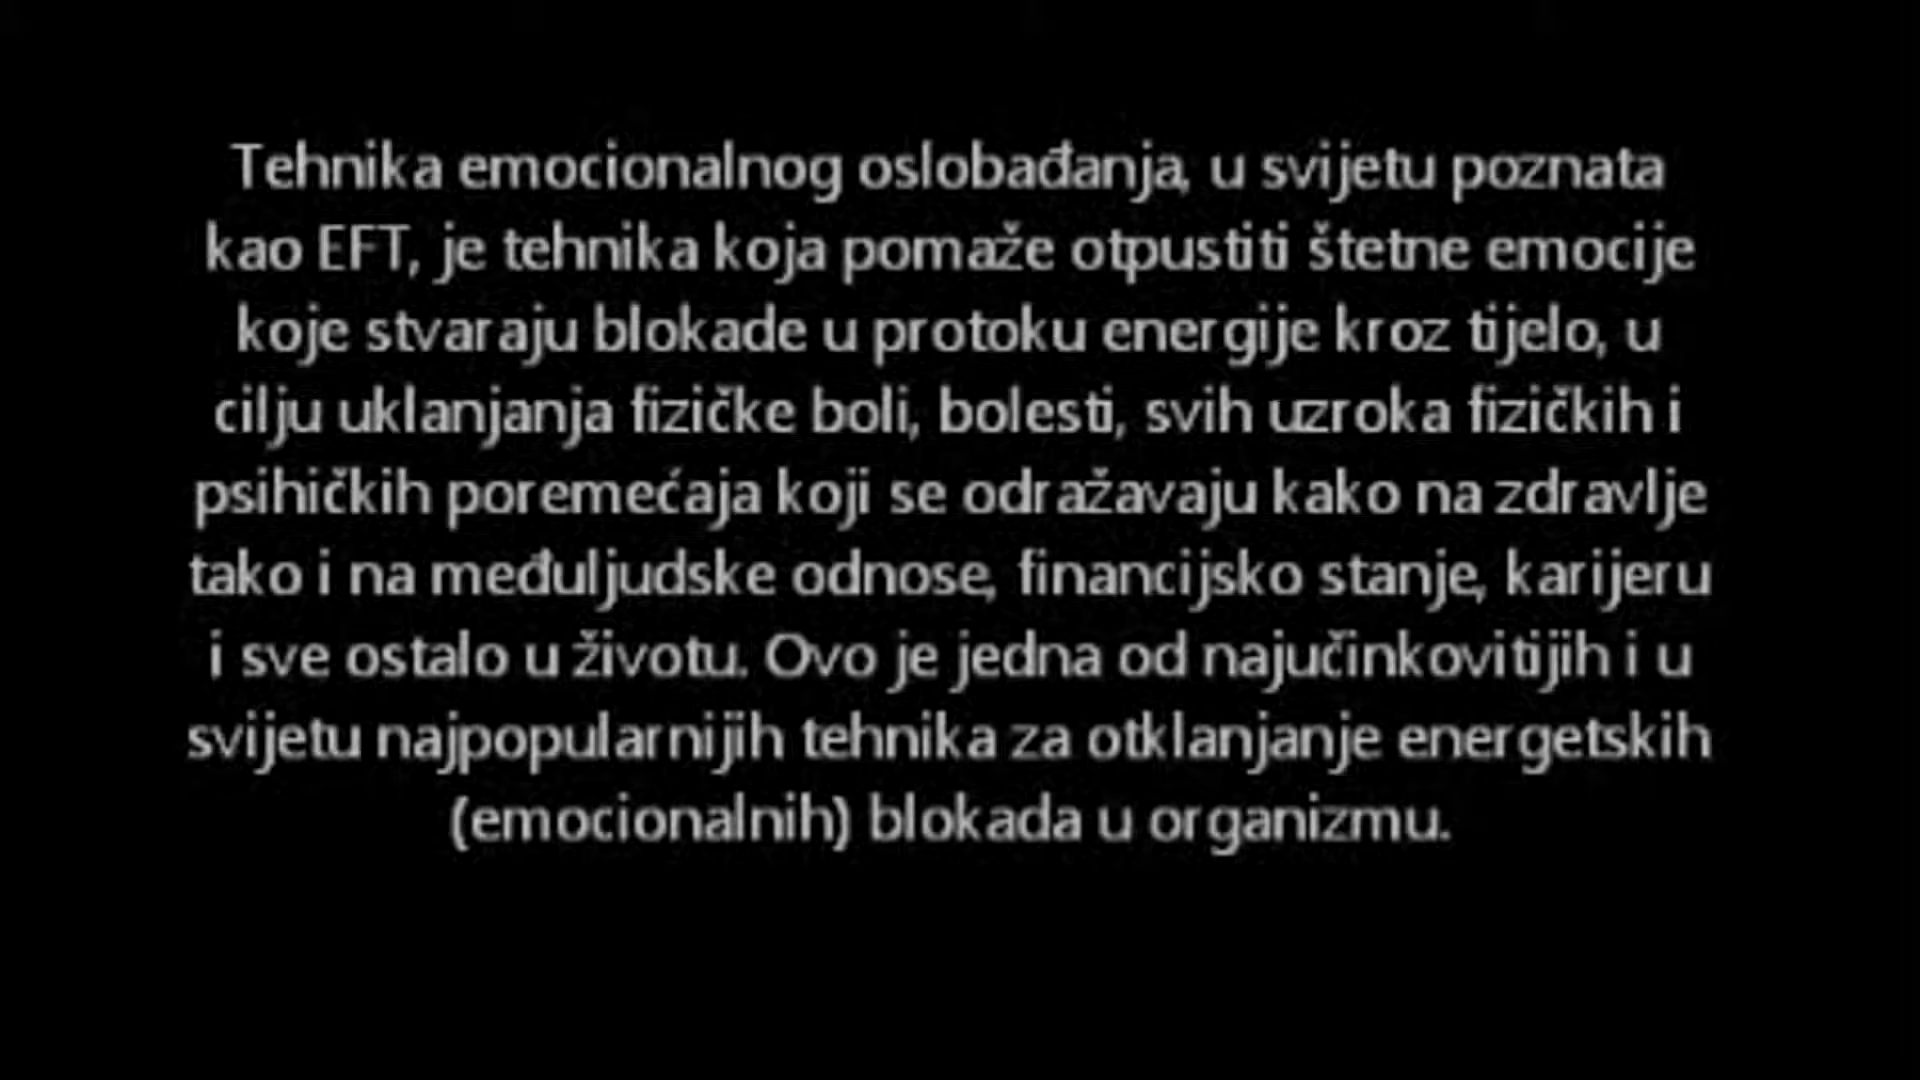 Tehnika emocionalnog oslobađanja, u svijetu poznata
kao EFT, je tehnika koja pomaže otpustiti štetne emocije
koje stvaraju blokade u protoku energije kroz tijelo, u
cilju uklanjanja fizičke boli, bolesti, svih uzroka fizičkih i
psihičkih poremećaja koji se odražavaju kako na zdravlje
tako i na međuljudske odnose, financijsko stanje, karijeru
i sve ostalo u životu. Ovo je jedna od najučinkovitijih i u
svijetu najpopularnijih tehnika za otklanjanje energetskih
(emocionalnih) blokada u organizmu.